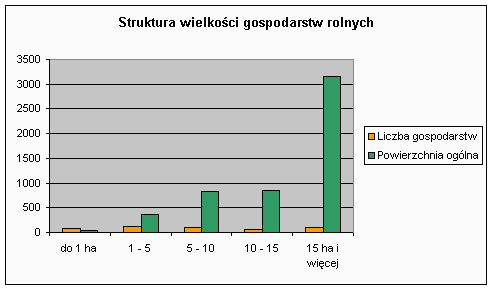 Struktura wielkości gospodarstw rolnych
3500
3000
2500
2000
1500
1000
500
0
do 1 ha
1 - 5
5 - 10
10 - 15
15 ha i
więcej
Liczba gospodarstw
Powierzchnia ogólna